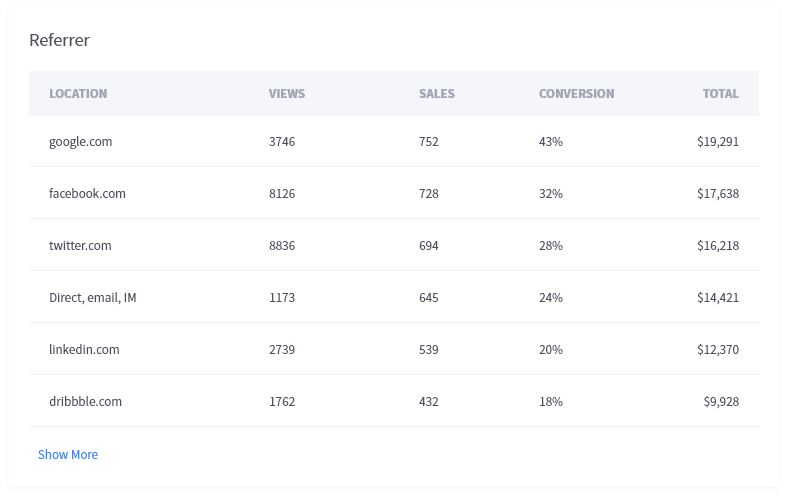 Referrer
LOCATION VIEWS SALES CONVERSION TOTAL
google.com 3746 752 43% $19,291
facebook.com 8126 728 32% $17,638
twitter.com 8836 694 28% $16,218
Direct, email, IM 1173 645 24% $14,421
linkedin.com 2739 539 20% $12,370
dribbble.com 1762 432 18% $9,928
Show More